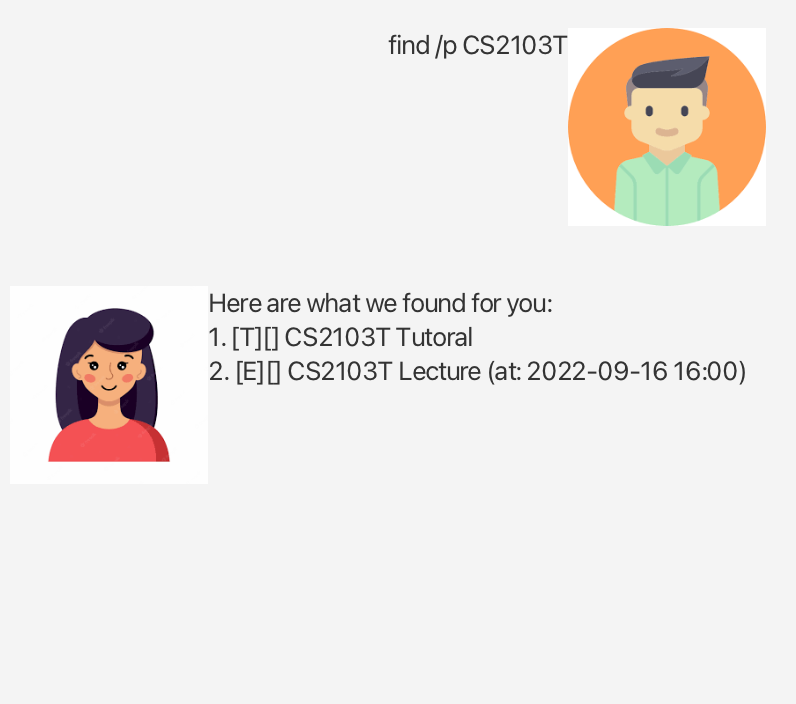 find /p CS2103T
Here are what we found for you:
1. [T][] CS2103T Tutoral
2. [E][] CS2103T Lecture (at: 2022-09-16 16:00)